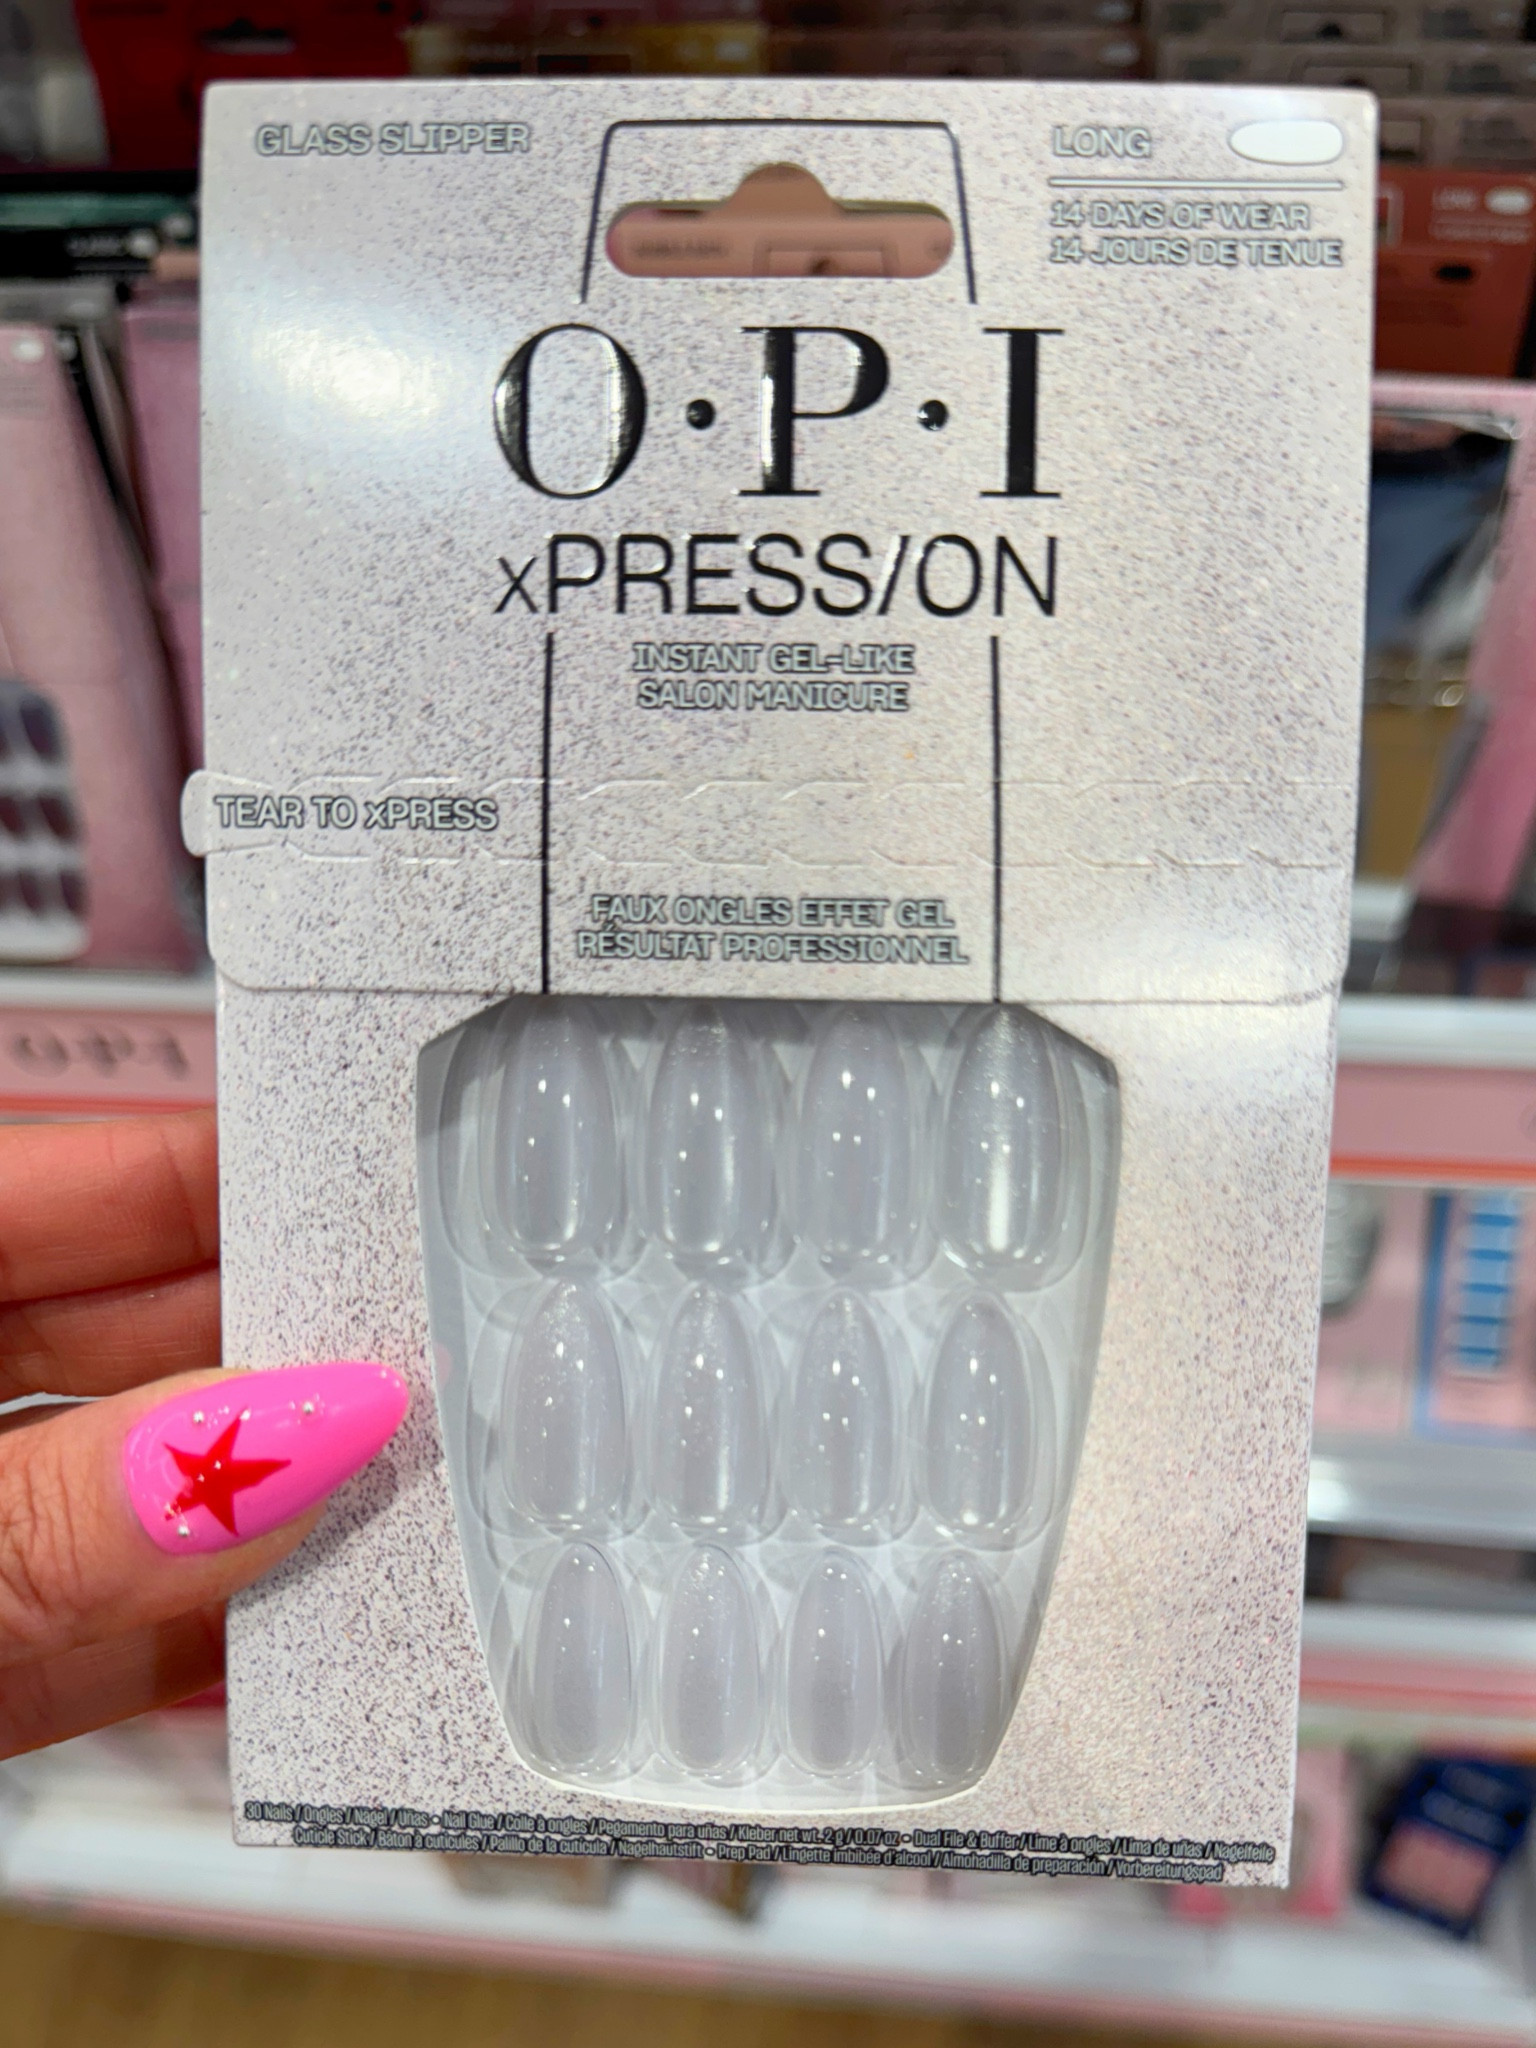 GLASS SLIPPER
LONG
14 DAYS OF WEAR
14 JOURS DE TENUE
O·P·I
xPRESS/ON
INSTANT GEL-LIKE
SALON MANICURE
TEAR TO xPRESS
FAUX ONGLES EFFET GEL
RÉSULTAT PROFESSIONNEL
30 Nails / Ongles / Nagel / Uñas • Nail Glue / Colle à ongles / Pegamento para uñas / Kleber net wt. 2 g / 0.07 oz • Dual File & Buffer / Lime à ongles / Lima de uñas / Nagelfeile
Cuticle Stick / Bâton à cuticules / Palillo de la cutícula / Nagelhautstift • Prep Pad / Lingette imbibée d'alcool / Almohadilla de preparación / Vorbereitungspad
O·P·I
LONG